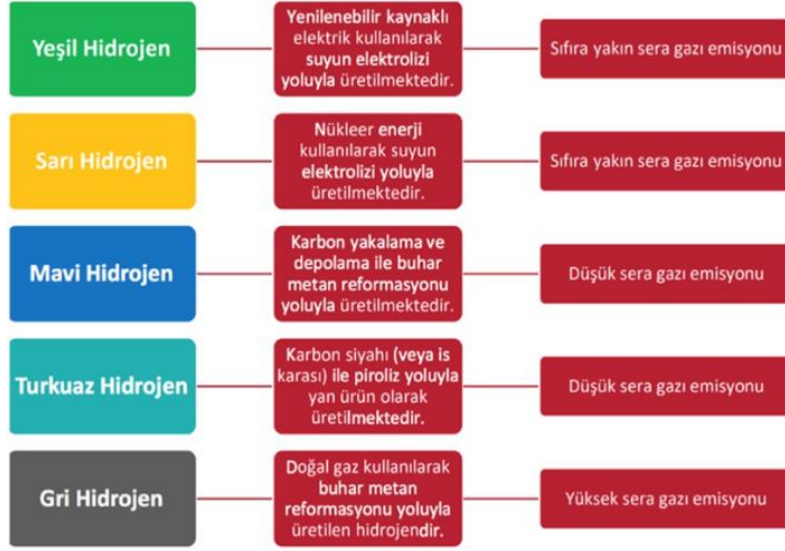 Yeşil Hidrojen
Yenilenebilir kaynaklı
elektrik kullanılarak
suyun elektrolizi
yoluyla üretilmektedir.
Sıfıra yakın sera gazı emisyonu
Sarı Hidrojen
Nükleer enerji
kullanılarak suyun
elektrolizi yoluyla
üretilmektedir.
Sıfıra yakın sera gazı emisyonu
Mavi Hidrojen
Karbon yakalama ve
depolama ile buhar
metan reformasyonu
yoluyla üretilmektedir.
Düşük sera gazı emisyonu
Turkuaz Hidrojen
Karbon siyahı (veya is
karası) ile piroliz yoluyla
yan ürün olarak
üretilmektedir.
Düşük sera gazı emisyonu
Gri Hidrojen
Doğal gaz kullanılarak
buhar metan
reformasyonu yoluyla
üretilen hidrojendir.
Yüksek sera gazı emisyonu